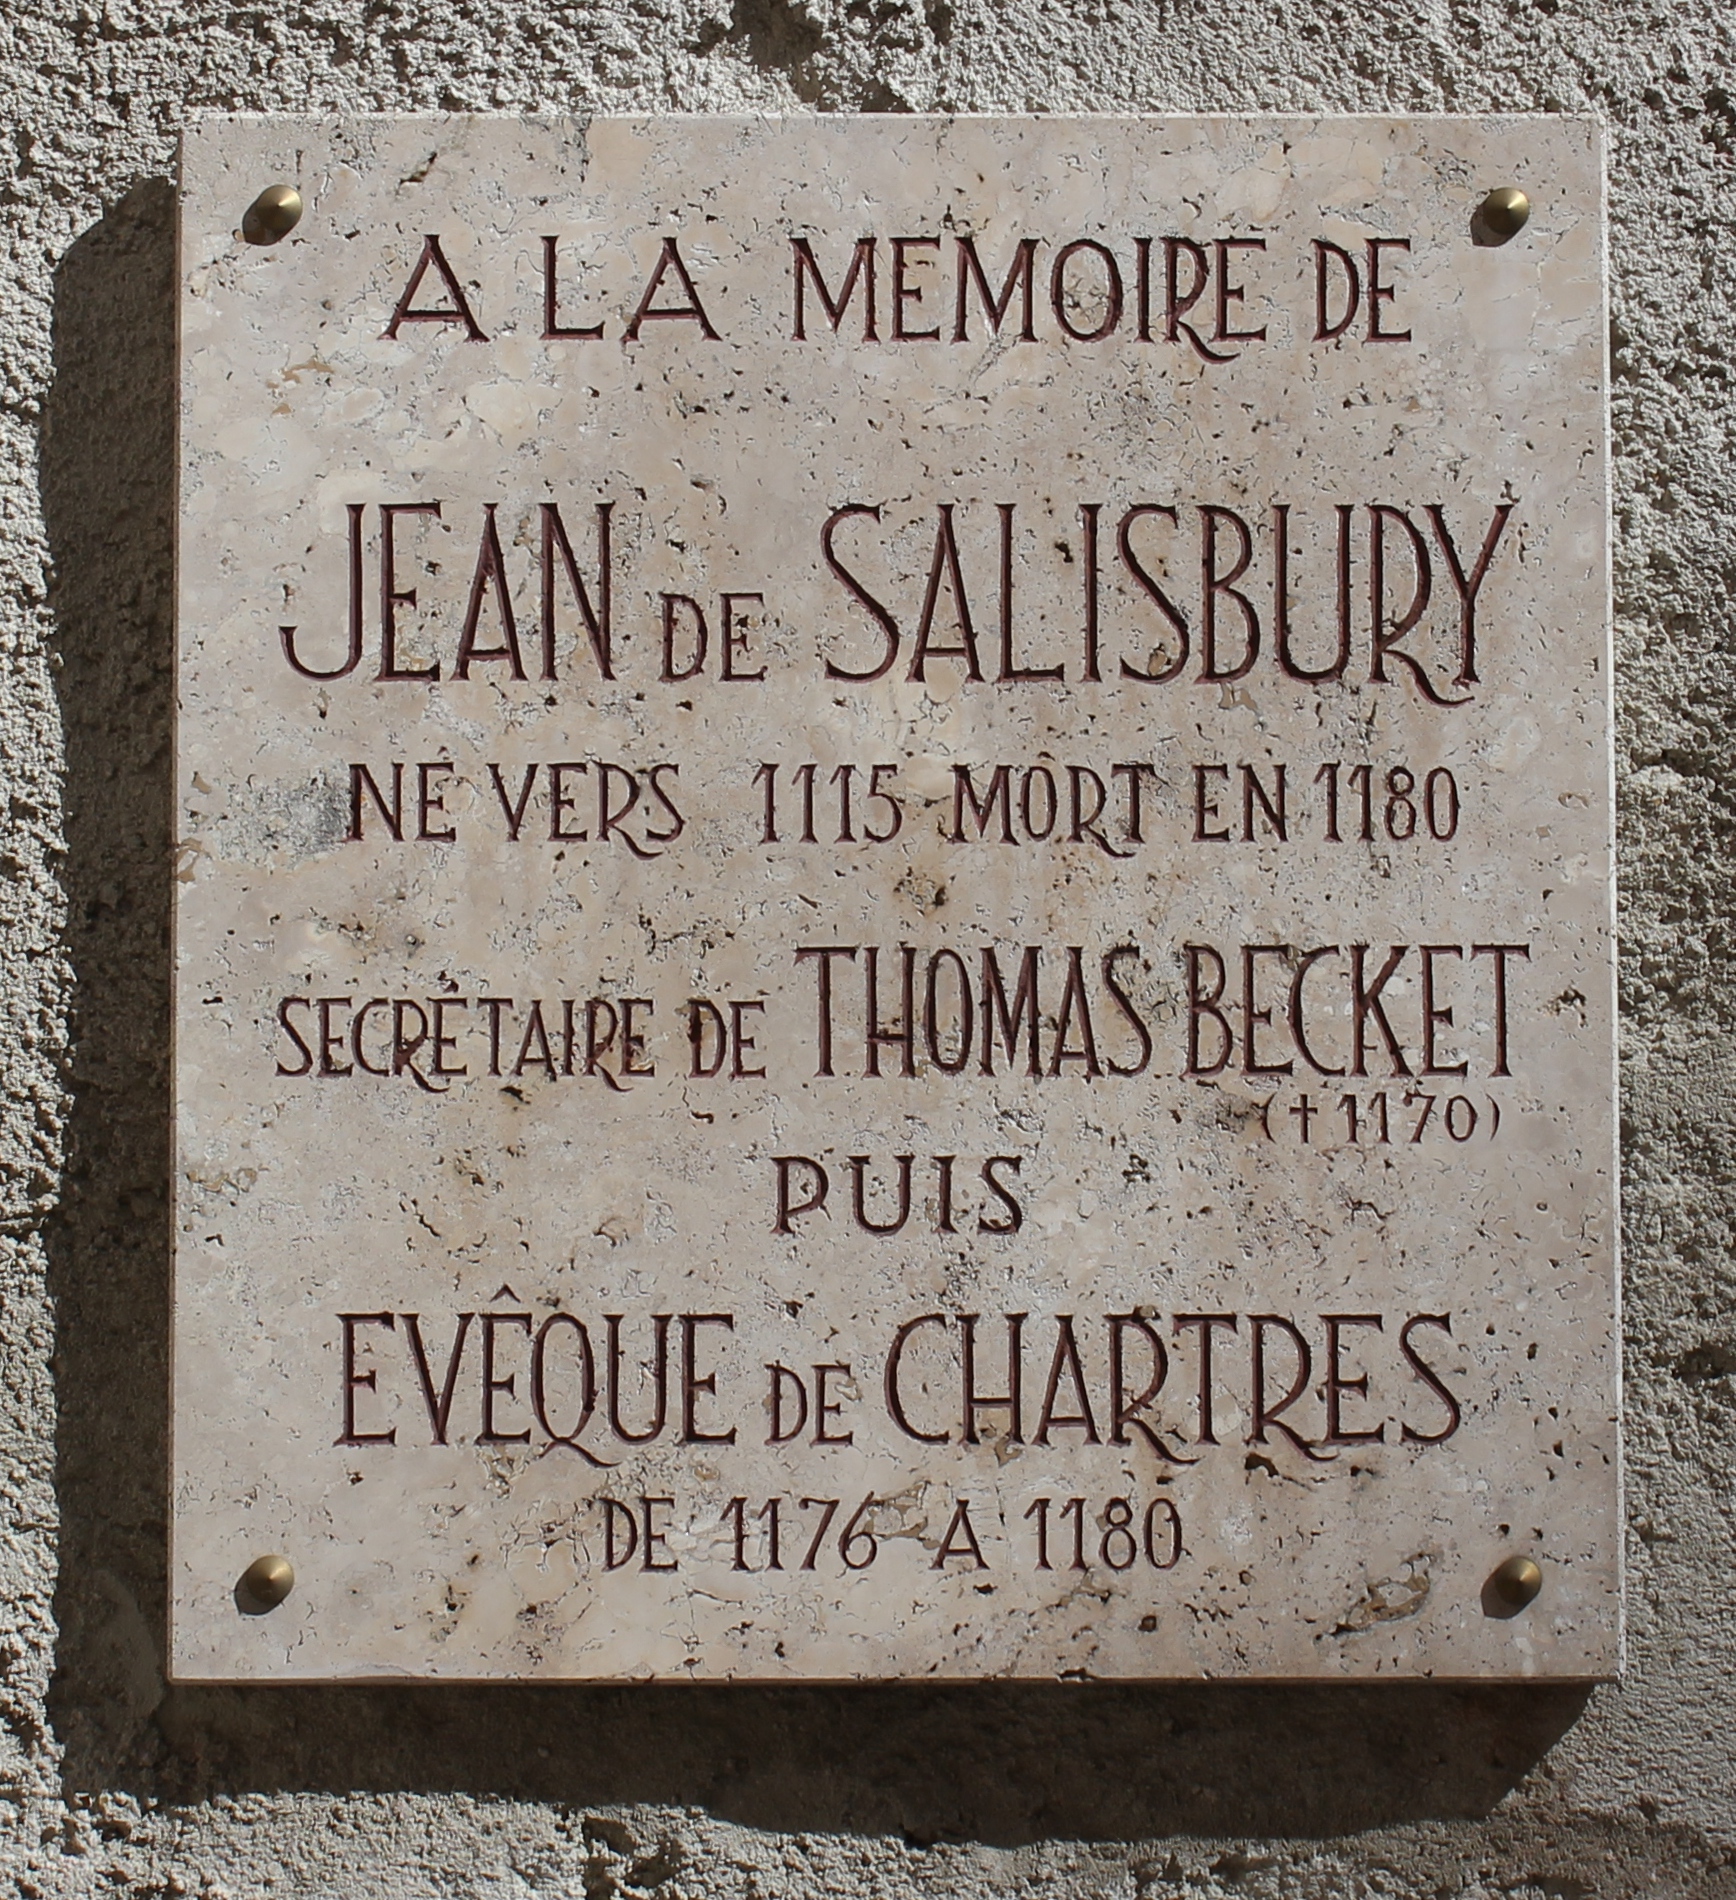 A LA MEMOIRE DE
JEAN DE SALISBURY
NÉ VERS 1115 MORT EN 1180
SECRÉTAIRE DE THOMAS BECKET
(†1170)
PUIS
EVÊQUE DE CHARTRES
DE 1176 A 1180